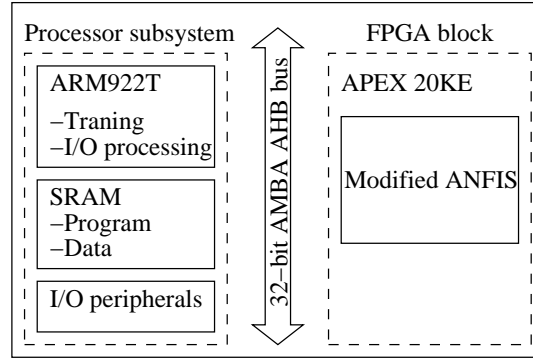 Processor subsystem
ARM922T
−Traning
−I/O processing
SRAM
−Program
−Data
I/O peripherals
32−bit AMBA AHB bus
FPGA block
APEX 20KE
Modified ANFIS